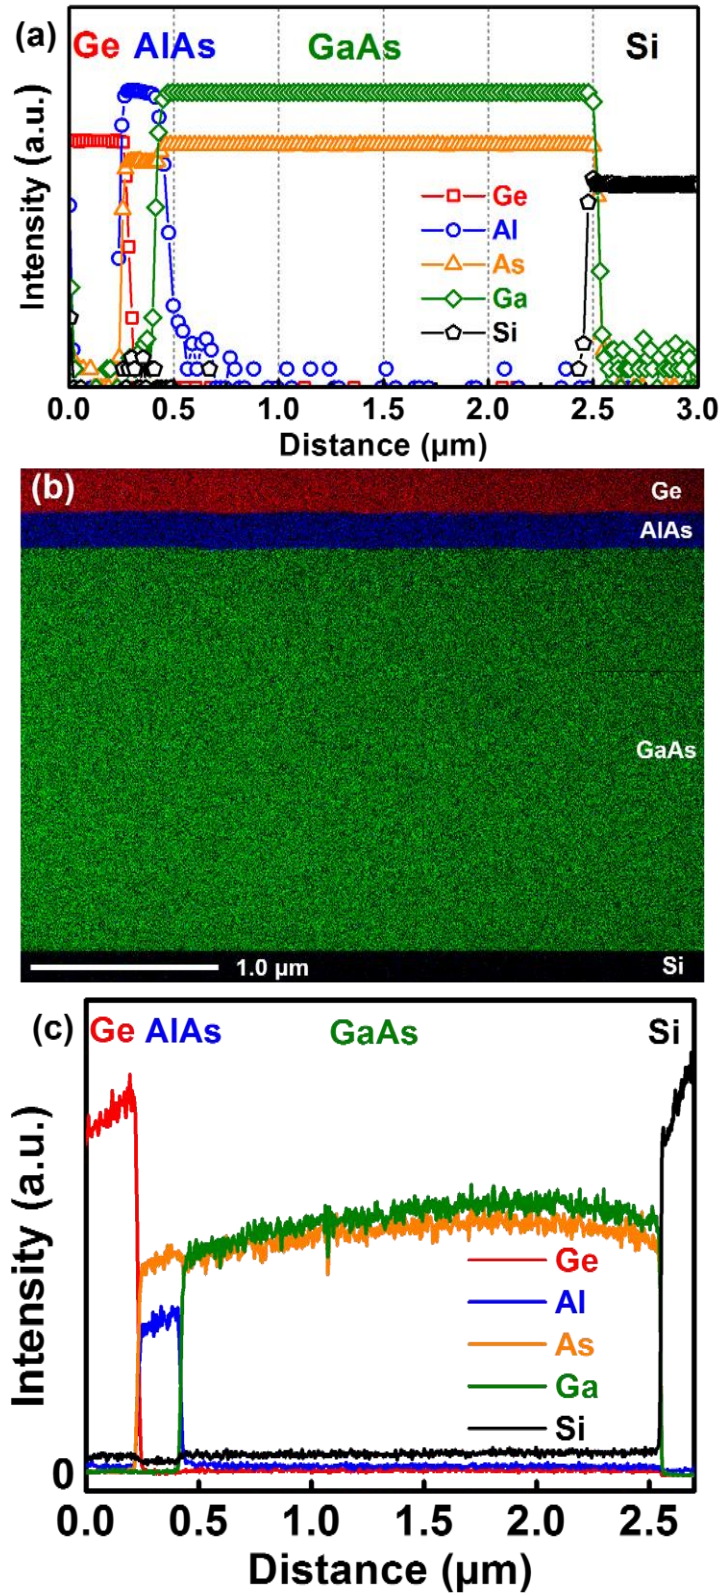 (a)
Ge AlAs GaAs Si
Intensity (a.u.)
Ge
Al
As
Ga
Si
0.0 0.5 1.0 1.5 2.0 2.5 3.0
Distance (μm)
(b)
Ge
AlAs
GaAs
1.0 μm
Si
(c)
Ge AlAs GaAs Si
Intensity (a.u.)
Ge
Al
As
Ga
Si
0
0.0 0.5 1.0 1.5 2.0 2.5
Distance (μm)